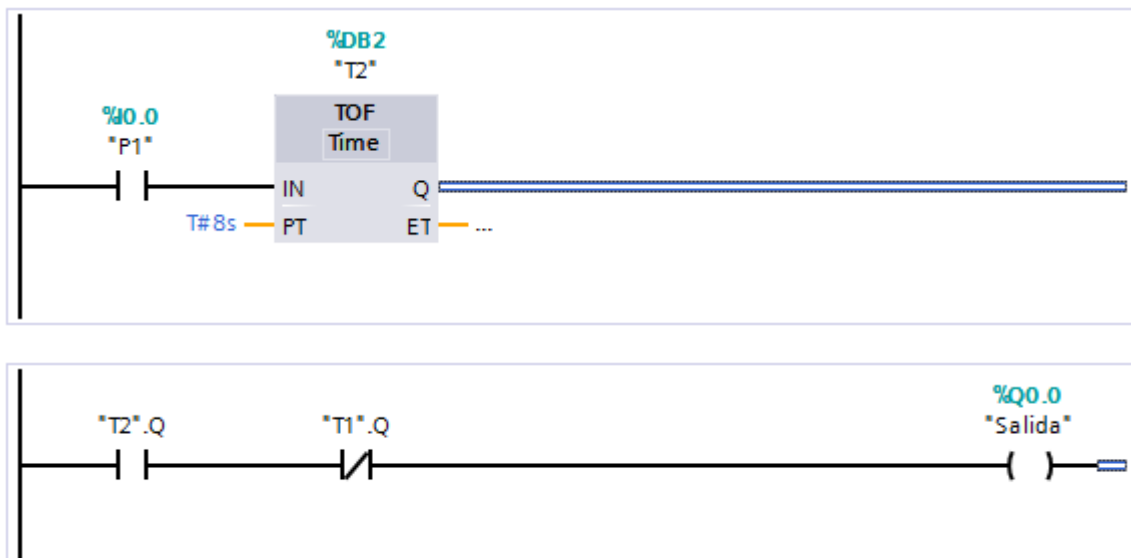 %DB2
"T2"
%I0.0
"P1"
TOF
Time
IN
Q
T#8s
PT
ET
...
"T2".Q
"T1".Q
%Q0.0
"Salida"